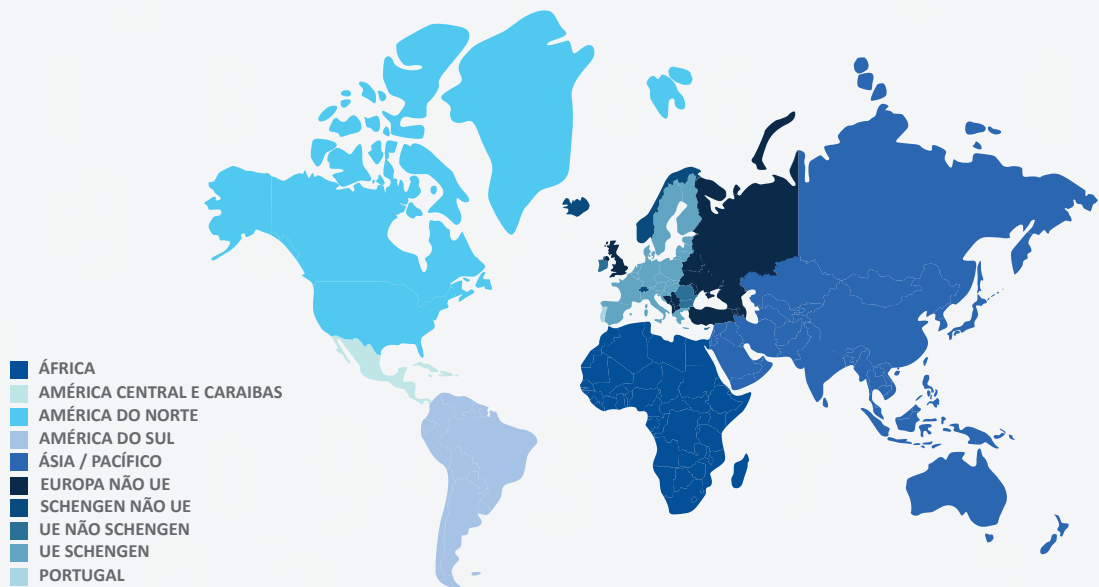 ÁFRICA
AMÉRICA CENTRAL E CARAIBAS
AMÉRICA DO NORTE
AMÉRICA DO SUL
ÁSIA / PACÍFICO
EUROPA NÃO UE
SCHENGEN NÃO UE
UE NÃO SCHENGEN
UE SCHENGEN
PORTUGAL